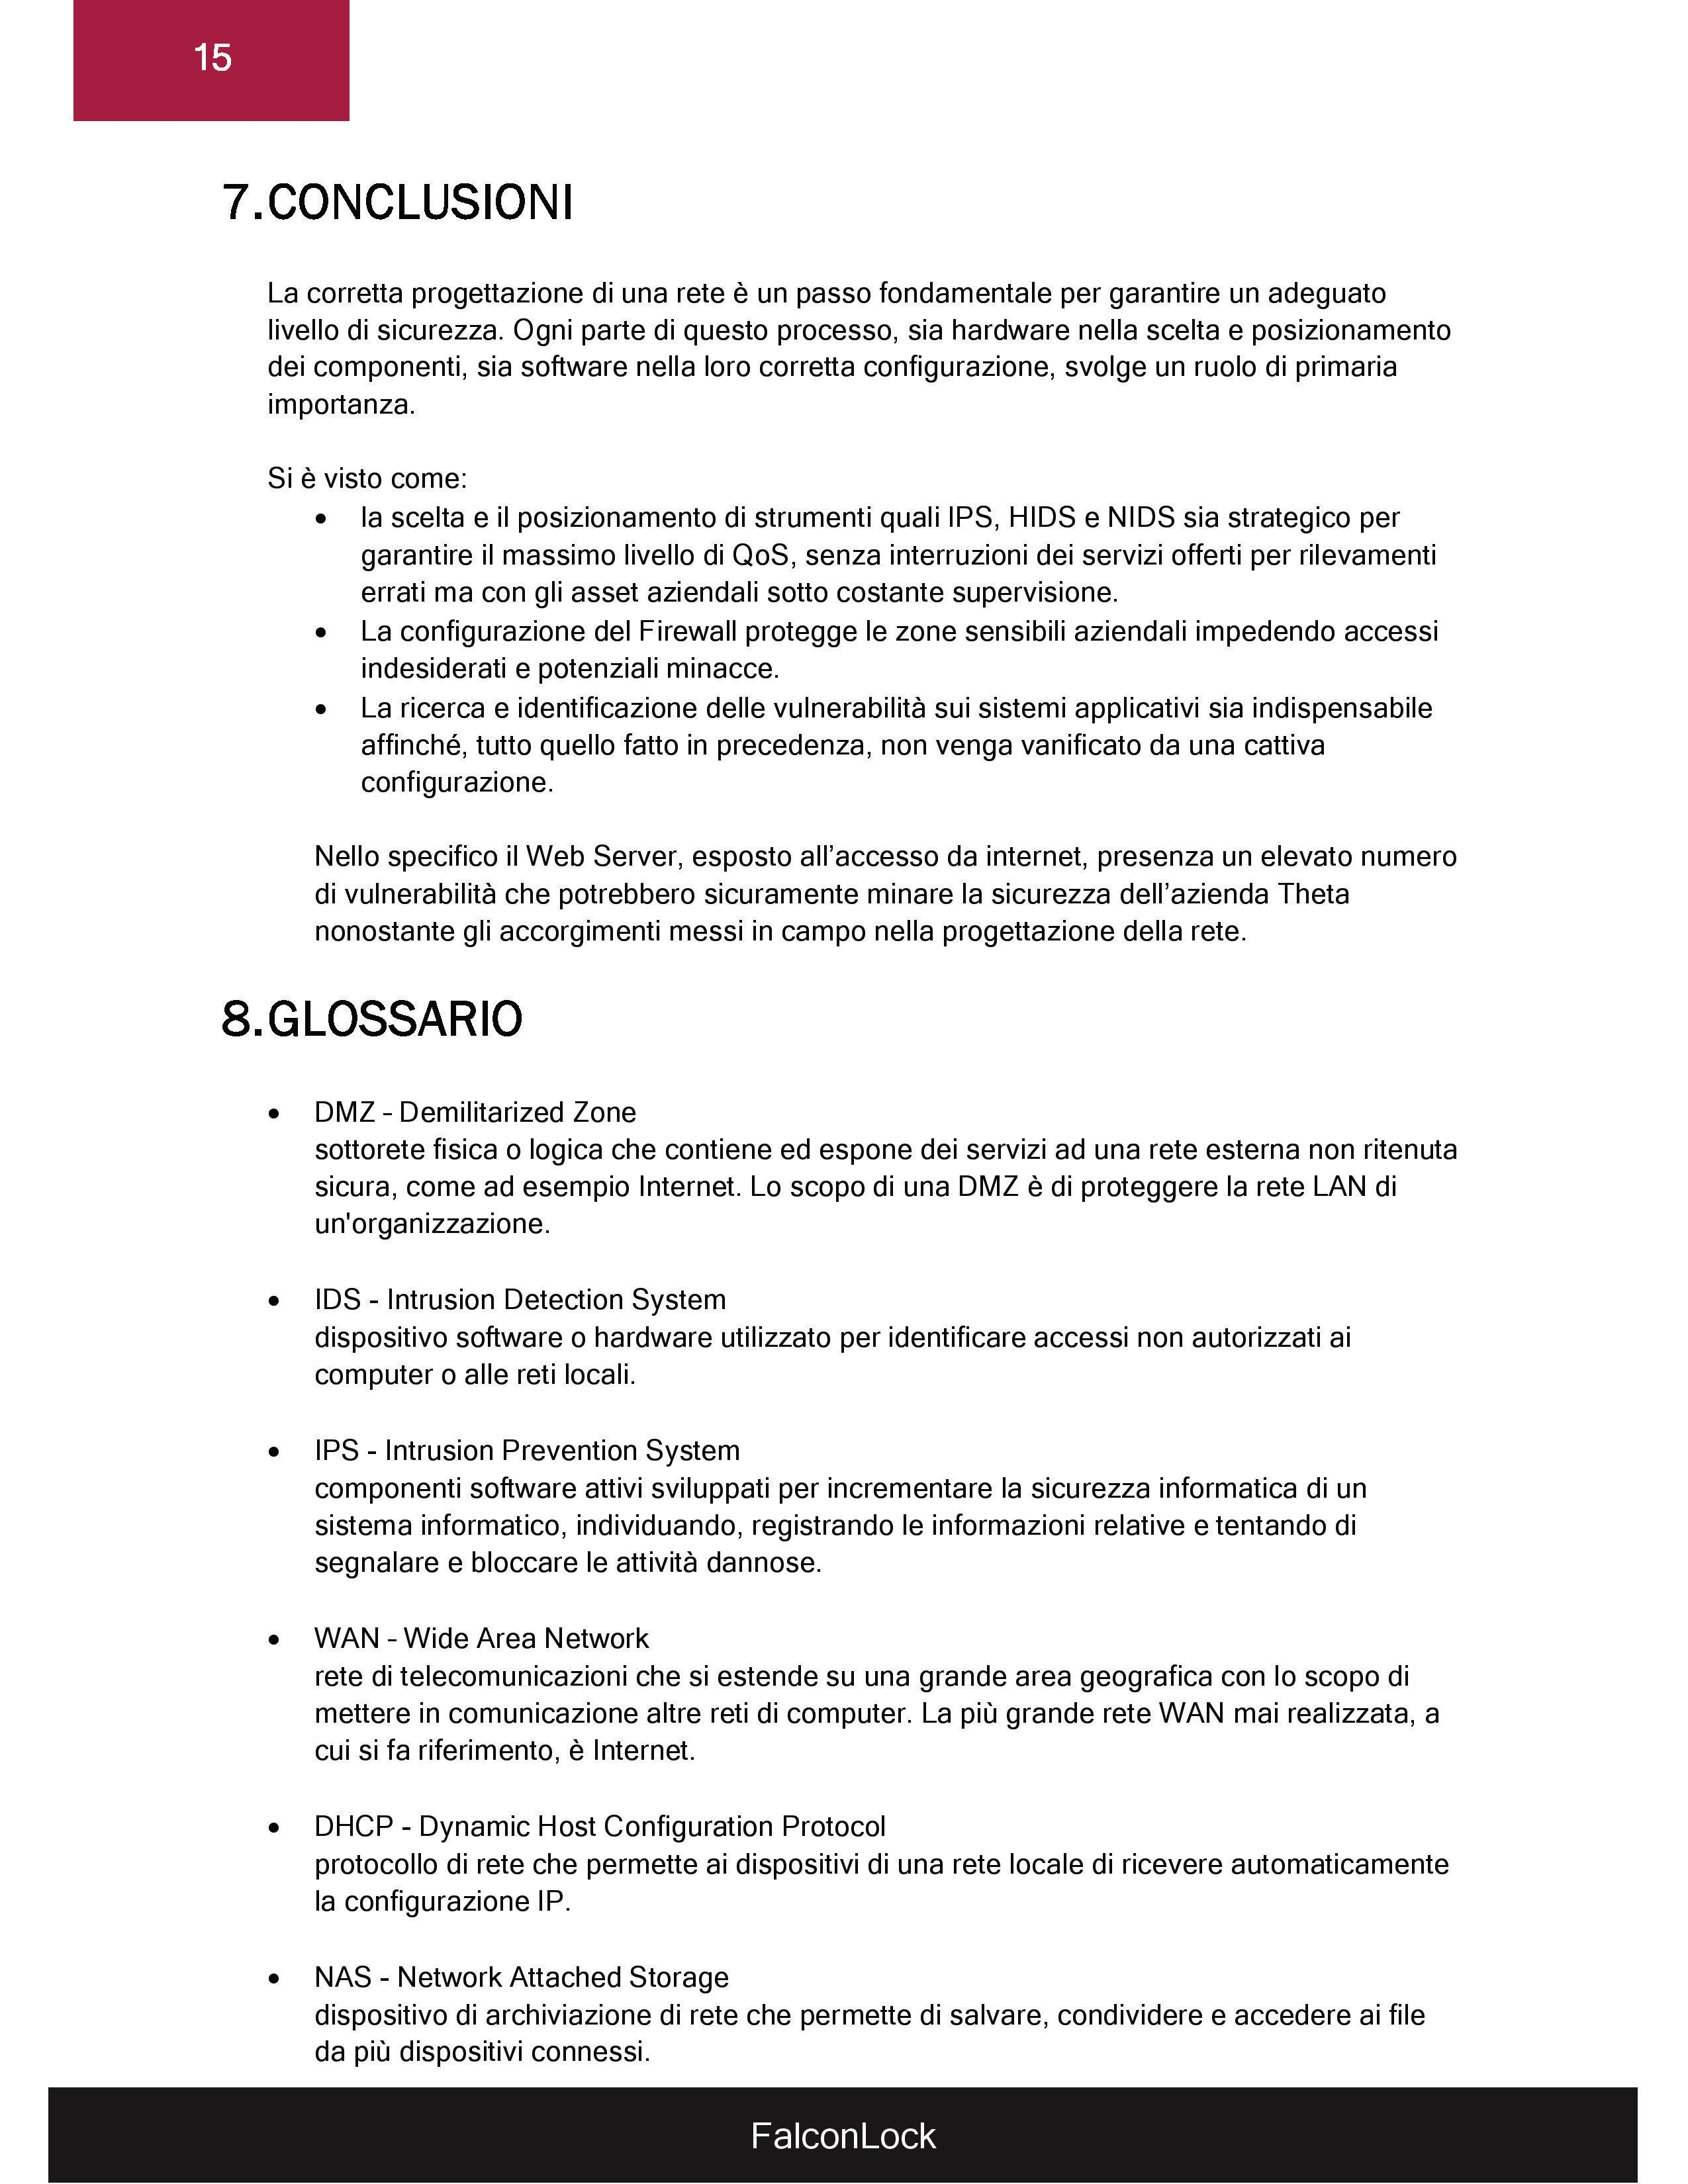 15
7.CONCLUSIONI
La corretta progettazione di una rete è un passo fondamentale per garantire un adeguato
livello di sicurezza. Ogni parte di questo processo, sia hardware nella scelta e posizionamento
dei componenti, sia software nella loro corretta configurazione, svolge un ruolo di primaria
importanza.
Si è visto come:
• la scelta e il posizionamento di strumenti quali IPS, HIDS e NIDS sia strategico per
garantire il massimo livello di QoS, senza interruzioni dei servizi offerti per rilevamenti
errati ma con gli asset aziendali sotto costante supervisione.
• La configurazione del Firewall protegge le zone sensibili aziendali impedendo accessi
indesiderati e potenziali minacce.
• La ricerca e identificazione delle vulnerabilità sui sistemi applicativi sia indispensabile
affinché, tutto quello fatto in precedenza, non venga vanificato da una cattiva
configurazione.
Nello specifico il Web Server, esposto all’accesso da internet, presenza un elevato numero
di vulnerabilità che potrebbero sicuramente minare la sicurezza dell’azienda Theta
nonostante gli accorgimenti messi in campo nella progettazione della rete.
8.GLOSSARIO
• DMZ – Demilitarized Zone
sottorete fisica o logica che contiene ed espone dei servizi ad una rete esterna non ritenuta
sicura, come ad esempio Internet. Lo scopo di una DMZ è di proteggere la rete LAN di
un'organizzazione.
• IDS - Intrusion Detection System
dispositivo software o hardware utilizzato per identificare accessi non autorizzati ai
computer o alle reti locali.
• IPS - Intrusion Prevention System
componenti software attivi sviluppati per incrementare la sicurezza informatica di un
sistema informatico, individuando, registrando le informazioni relative e tentando di
segnalare e bloccare le attività dannose.
• WAN – Wide Area Network
rete di telecomunicazioni che si estende su una grande area geografica con lo scopo di
mettere in comunicazione altre reti di computer. La più grande rete WAN mai realizzata, a
cui si fa riferimento, è Internet.
• DHCP - Dynamic Host Configuration Protocol
protocollo di rete che permette ai dispositivi di una rete locale di ricevere automaticamente
la configurazione IP.
• NAS - Network Attached Storage
dispositivo di archiviazione di rete che permette di salvare, condividere e accedere ai file
da più dispositivi connessi.
FalconLock